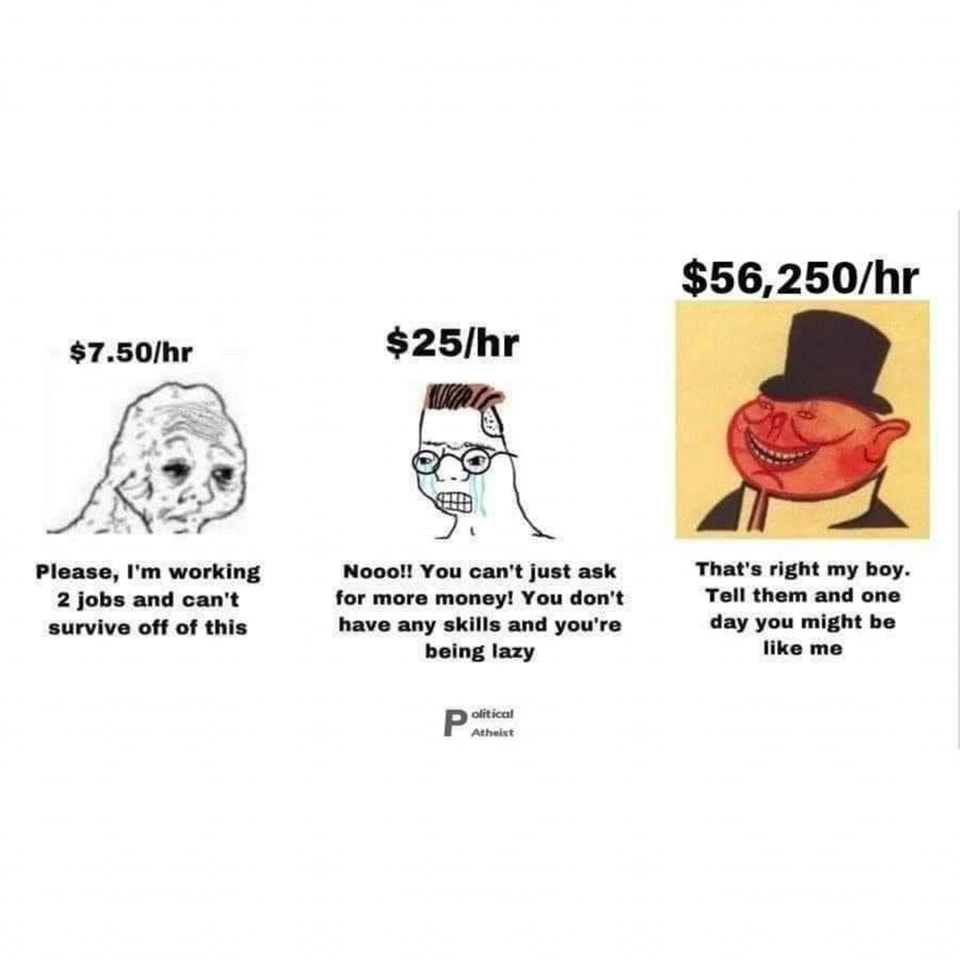 $7.50/hr
Please, I'm working
2 jobs and can't
survive off of this
$25/hr
Nooo!! You can't just ask
for more money! You don't
have any skills and you're
being lazy
$56,250/hr
That's right my boy.
Tell them and one
day you might be
like me
Political
Atheist